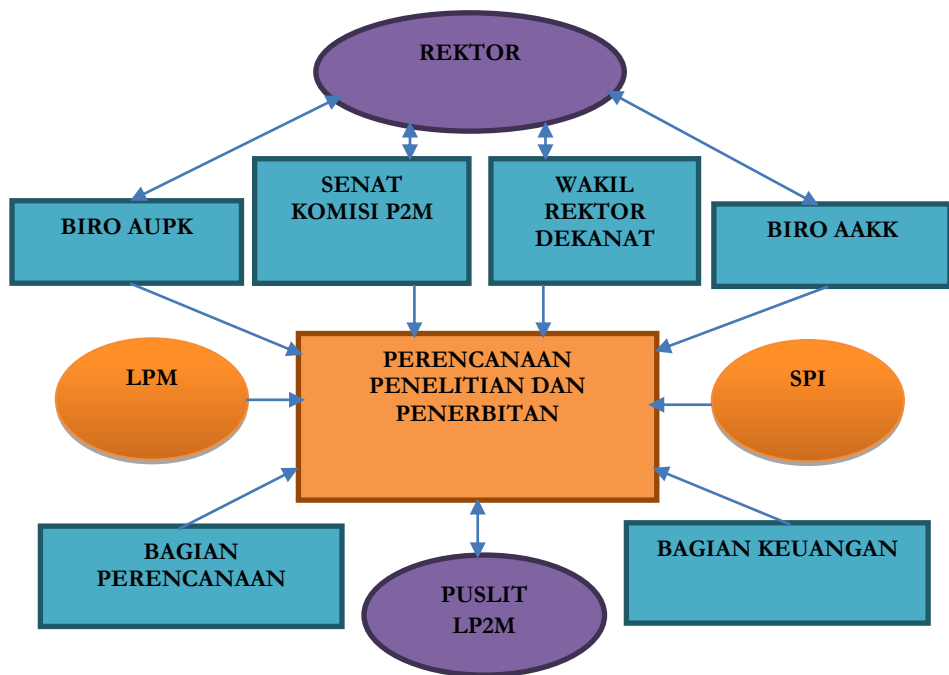 REKTOR
BIRO AUPK
SENAT
KOMISI P2M
WAKIL
REKTOR
DEKANAT
BIRO AAKK
LPM
PERENCANAAN
PENELITIAN DAN
PENERBITAN
SPI
BAGIAN
PERENCANAAN
PUSLIT
LP2M
BAGIAN KEUANGAN